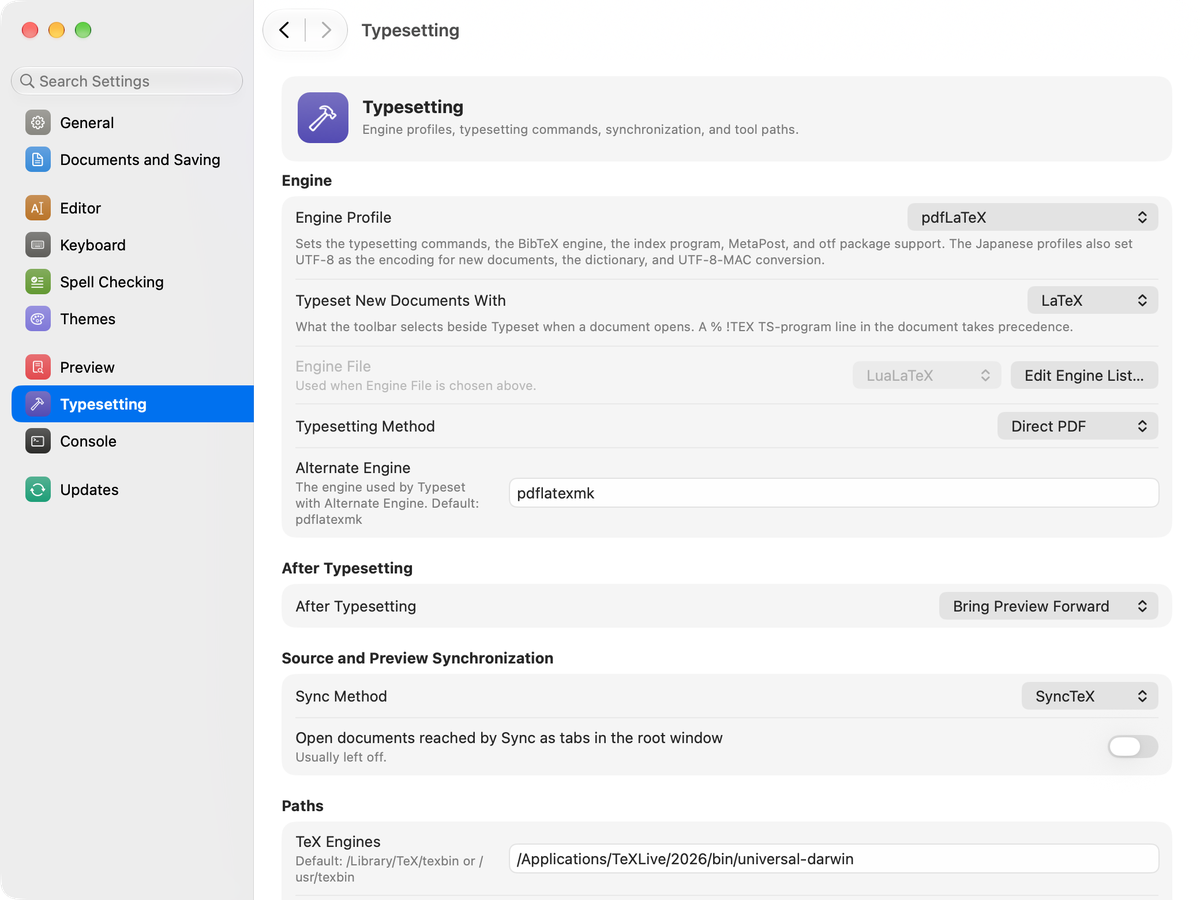 Typesetting
Search Settings
General
Documents and Saving
Editor
Keyboard
Spell Checking
Themes
Preview
Typesetting
Console
Updates
Typesetting
Engine profiles, typesetting commands, synchronization, and tool paths.
Engine
Engine Profile
pdfLaTeX
Sets the typesetting commands, the BibTeX engine, the index program, MetaPost, and otf package support. The Japanese profiles also set
UTF-8 as the encoding for new documents, the dictionary, and UTF-8-MAC conversion.
Typeset New Documents With
LaTeX
What the toolbar selects beside Typeset when a document opens. A % !TEX TS-program line in the document takes precedence.
Engine File
Used when Engine File is chosen above.
LuaLaTeX
Edit Engine List...
Typesetting Method
Direct PDF
Alternate Engine
The engine used by Typeset
with Alternate Engine. Default:
pdflatexmk
pdflatexmk
After Typesetting
After Typesetting
Bring Preview Forward
Source and Preview Synchronization
Sync Method
SyncTeX
Open documents reached by Sync as tabs in the root window
Usually left off.
Paths
TeX Engines
Default: /Library/TeX/texbin or /
usr/texbin
/Applications/TeXLive/2026/bin/universal-darwin